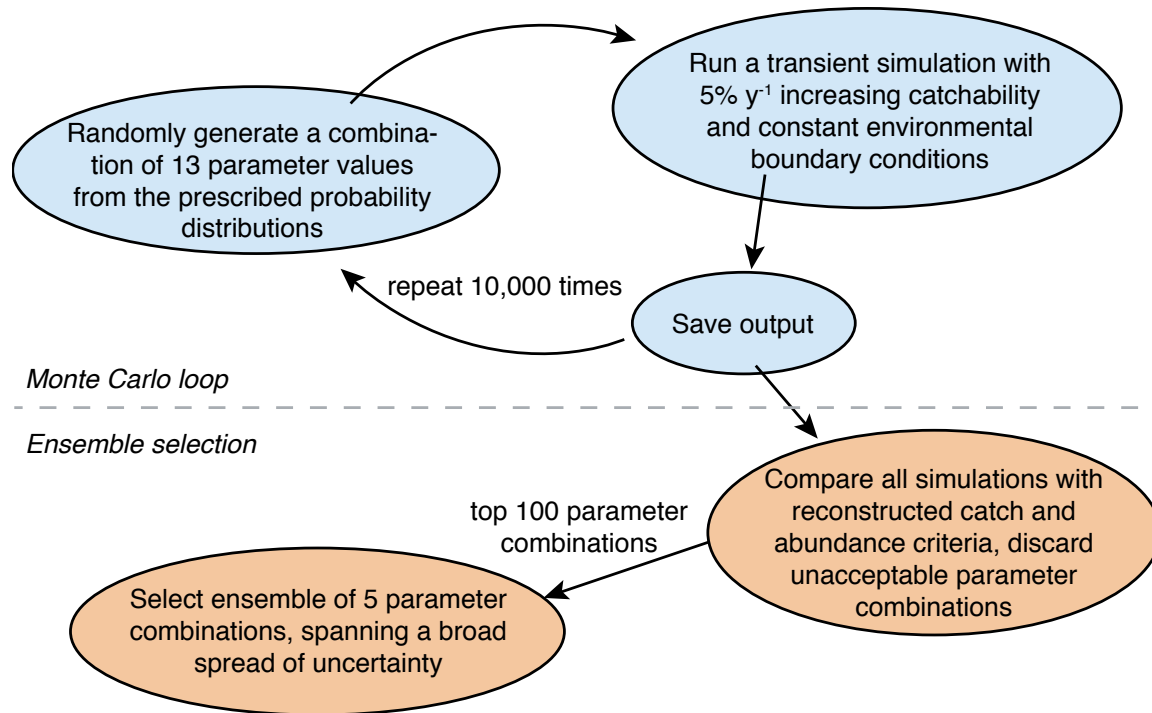 Randomly generate a combina-
tion of 13 parameter values
from the prescribed probability
distributions
Run a transient simulation with
5% y⁻¹ increasing catchability
and constant environmental
boundary conditions
repeat 10,000 times
Save output
Monte Carlo loop
Ensemble selection
Compare all simulations with
reconstructed catch and
abundance criteria, discard
unacceptable parameter
combinations
top 100 parameter
combinations
Select ensemble of 5 parameter
combinations, spanning a broad
spread of uncertainty